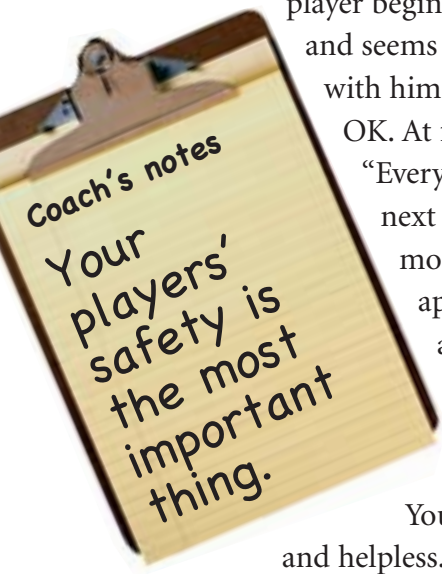 player begin
and seems
with him
OK. At
“Every
next
mo
ap
a
You
and helpless.
Coach’s notes
Your
players’
safety is
the most
important
thing.